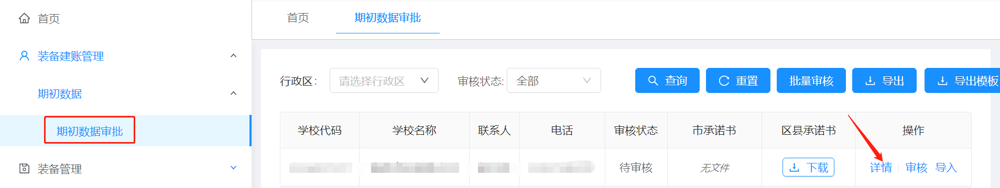 首页
装备建账管理
期初数据
期初数据审批
装备管理
首页 期初数据审批
行政区: 请选择行政区 审核状态: 全部 查询 重置 批量审核 导出 导出模板
学校代码 学校名称 联系人 电话 审核状态 市承诺书 区县承诺书 操作
待审核 无文件 下载 详情 审核 导入